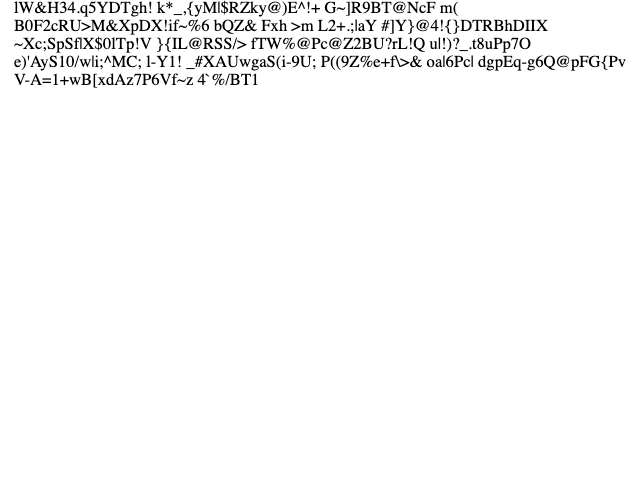 lW&H34.q5YDTgh! k*_,{yM|$RZky@)E^!+ G~]R9BT@NcF m(
B0F2cRU>M&XpDX!if~%6 bQZ& Fxh >m L2+.;|aY #]Y}@4!{}DTRBhDIIX
~Xc;SpSf|X$0lTp!V }{IL@RSS/> fTW%@Pc@Z2BU?rL!Q u|!)?_.t8uPp7O
e)'AyS10/w|i;^MC; l-Y1! _#XAUwgaS(i-9U; P((9Z%e+f\>& oa|6Pc| dgpEq-g6Q@pFG{Pv
V-A=1+wB[xdAz7P6Vf~z 4`%/BT1